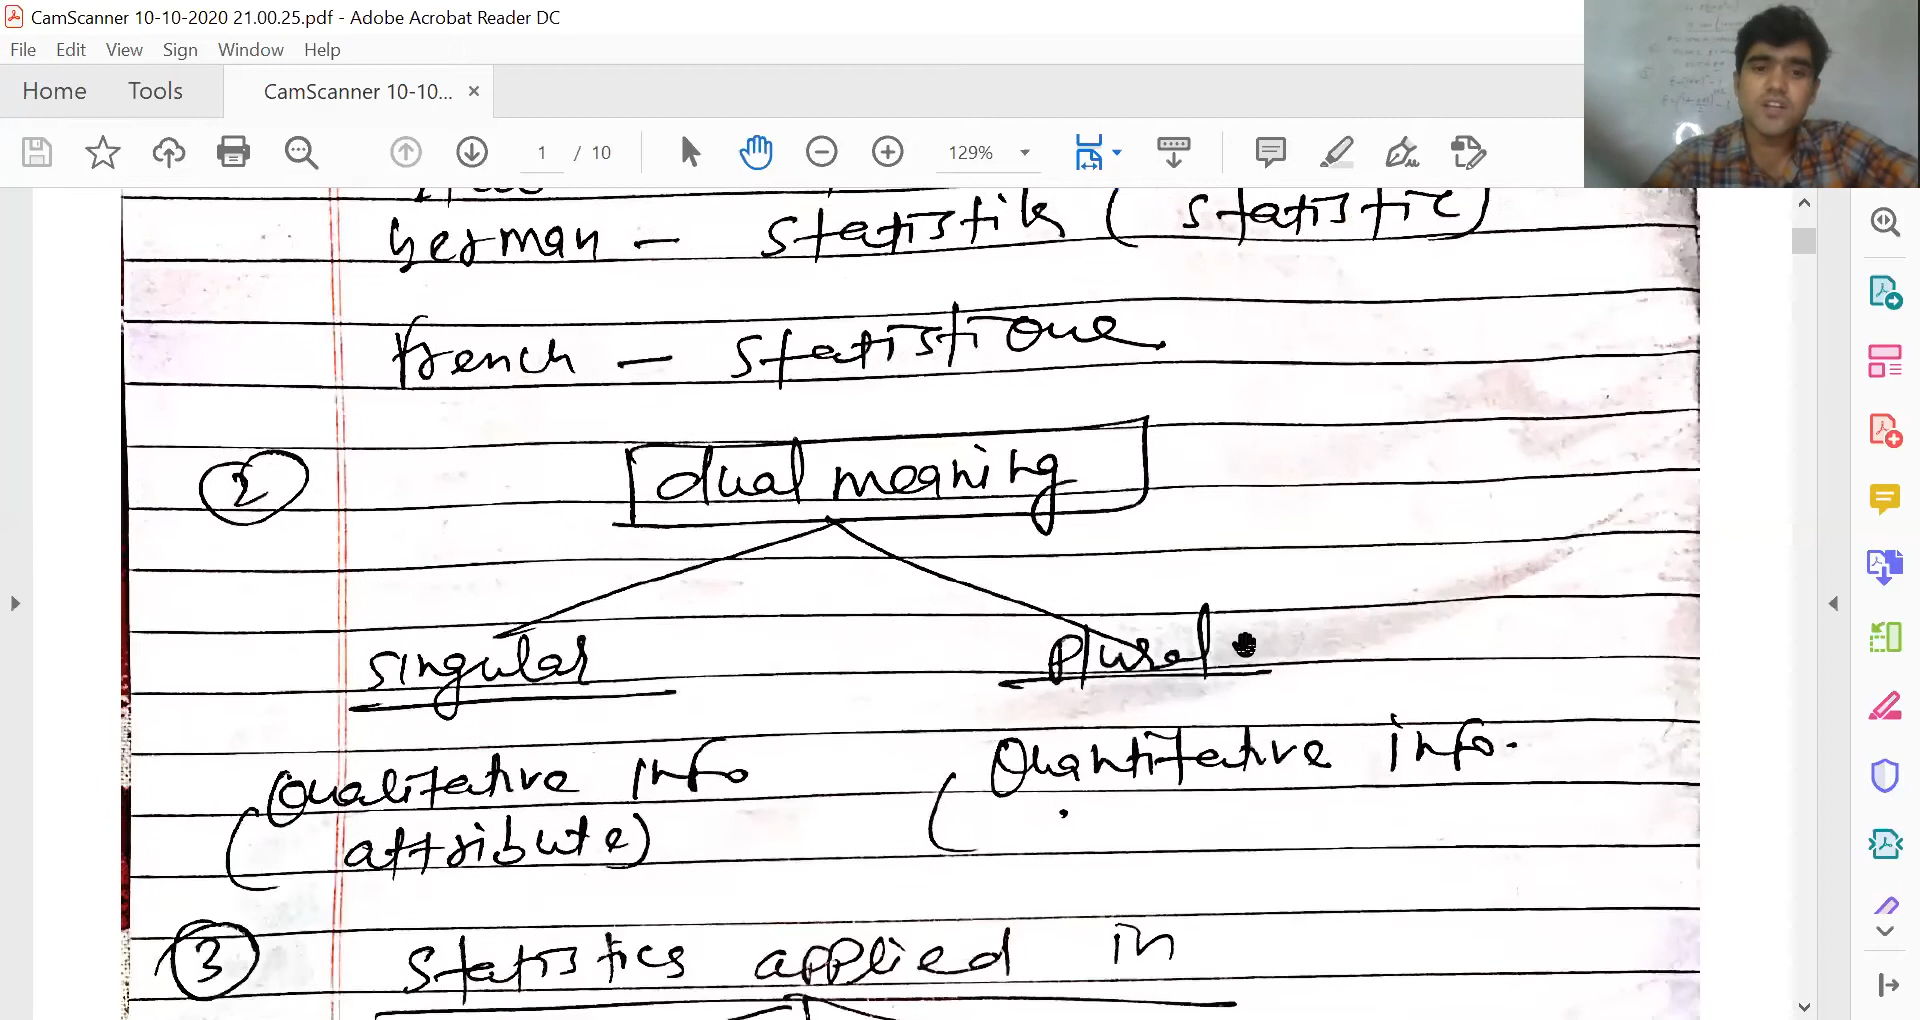 CamScanner 10-10-2020 21.00.25.pdf - Adobe Acrobat Reader DC
File Edit View Sign Window Help
Home Tools CamScanner 10-10... ×
1 / 10 129%
German - Statistik ( Statistic)
French - Statistique
2 dual meaning
singular plural
Qualitative info Quantitative info.
attribute)
3 Statistics applied in